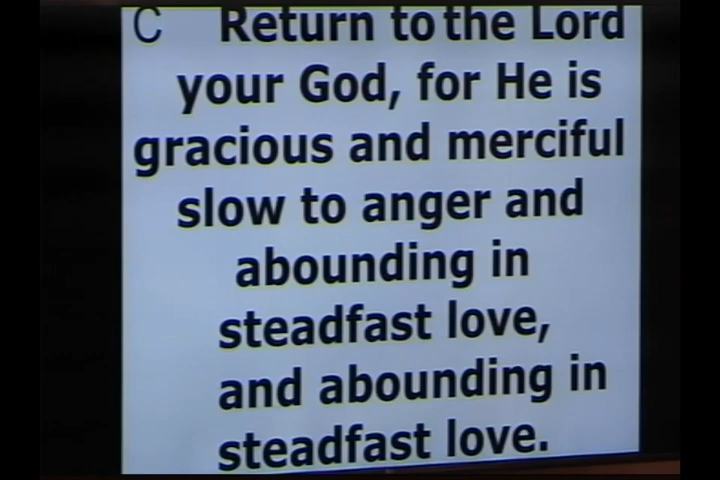 C Return to the Lord
your God, for He is
gracious and merciful
slow to anger and
abounding in
steadfast love,
and abounding in
steadfast love.